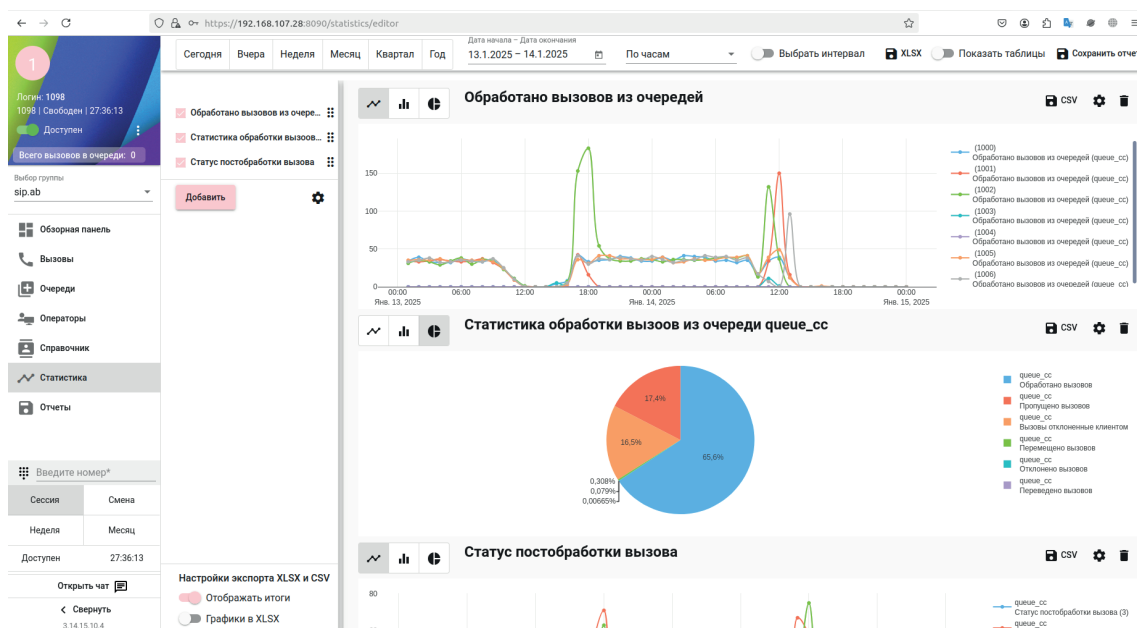 https://192.168.107.28:8090/statistics/editor
1
Логин: 1098
1098 | Свободен | 27:36:13
Доступен
Всего вызовов в очереди: 0
Выбор группы
sip.ab
Обзорная панель
Вызовы
Очереди
Операторы
Справочник
Статистика
Отчеты
Введите номер*
Сессия Смена
Неделя Месяц
Доступен 27:36:13
Открыть чат
Свернуть
3.14.15.10.4
Сегодня Вчера Неделя Месяц Квартал Год
Дата начала – Дата окончания
13.1.2025 – 14.1.2025
По часам
Выбрать интервал
XLSX
Показать таблицы
Сохранить отче
Обработано вызовов из очере...
Статистика обработки вызоов...
Статус постобработки вызова
Добавить
Настройки экспорта XLSX и CSV
Отображать итоги
Графики в XLSX
Обработано вызовов из очередей
CSV
150
100
50
0
00:00 06:00 12:00 18:00 00:00 06:00 12:00 18:00 00:00
Янв. 13, 2025 Янв. 14, 2025 Янв. 15, 2025
(1000)
Обработано вызовов из очередей (queue_cc)
(1001)
Обработано вызовов из очередей (queue_cc)
(1002)
Обработано вызовов из очередей (queue_cc)
(1003)
Обработано вызовов из очередей (queue_cc)
(1004)
Обработано вызовов из очередей (queue_cc)
(1005)
Обработано вызовов из очередей (queue_cc)
(1006)
Обработано вызовов из очередей (queue_cc)
Статистика обработки вызоов из очереди queue_cc
CSV
17,4%
16,5%
65,6%
0,308%
0,079%
0,00665%
queue_cc
Обработано вызовов
queue_cc
Пропущено вызовов
queue_cc
Вызовы отклоненные клиентом
queue_cc
Перемещено вызовов
queue_cc
Отклонено вызовов
queue_cc
Переведено вызовов
Статус постобработки вызова
CSV
80
queue_cc
Статус постобработки вызова (3)
queue_cc